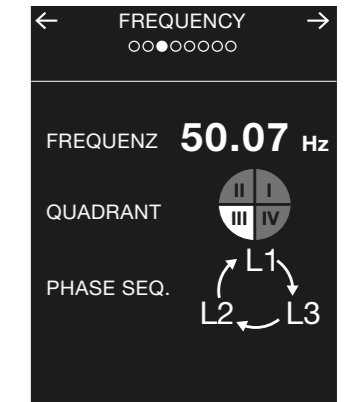 ← FREQUENCY →
FREQUENZ 50.07 Hz
II I
QUADRANT
III IV
L1
PHASE SEQ.
L2 L3